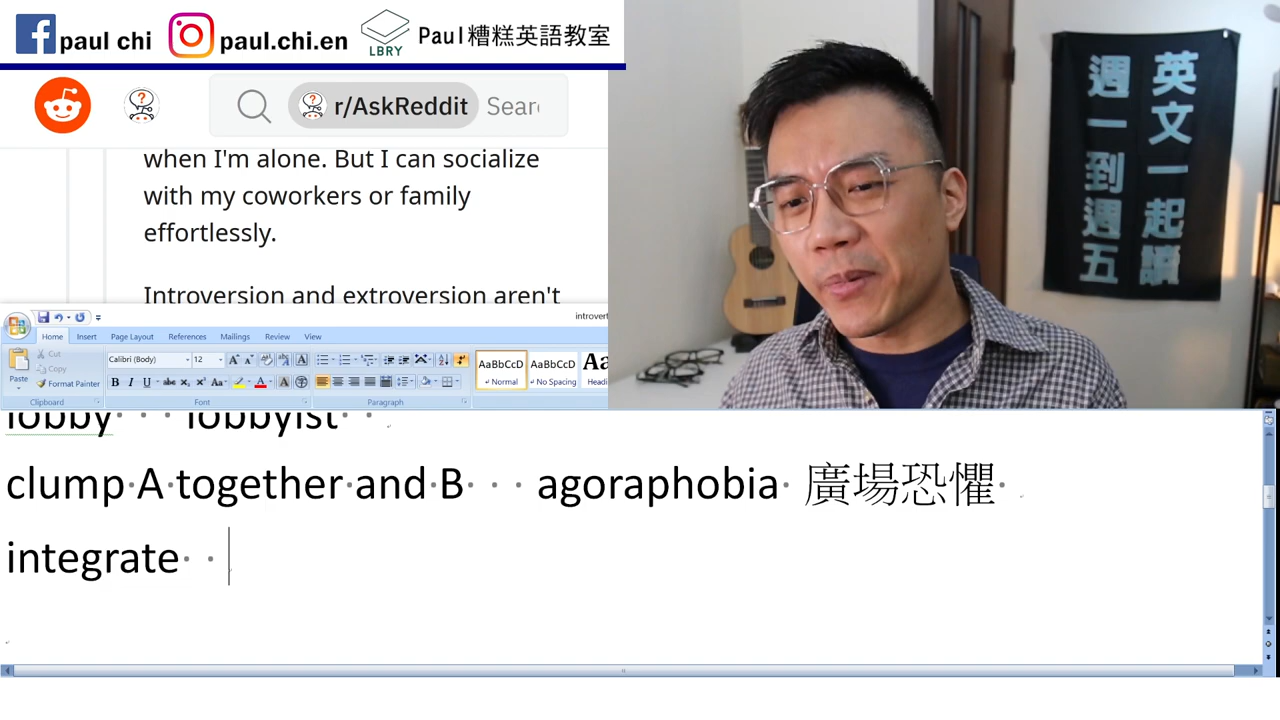 paul chi
paul.chi.en
LBRY
Paul糟糕英語教室
r/AskReddit
when I'm alone. But I can socialize
with my coworkers or family
effortlessly.
Introversion and extroversion aren't
introvert
Home
Insert
Page Layout
References
Mailings
Review
View
Paste
Cut
Copy
Format Painter
Clipboard
Calibri (Body)
12
Font
Paragraph
AaBbCcD
Normal
AaBbCcD
No Spacing
lobby lobbyist
clump A together and B agoraphobia 廣場恐懼
integrate
英文一起讀
週一到週五